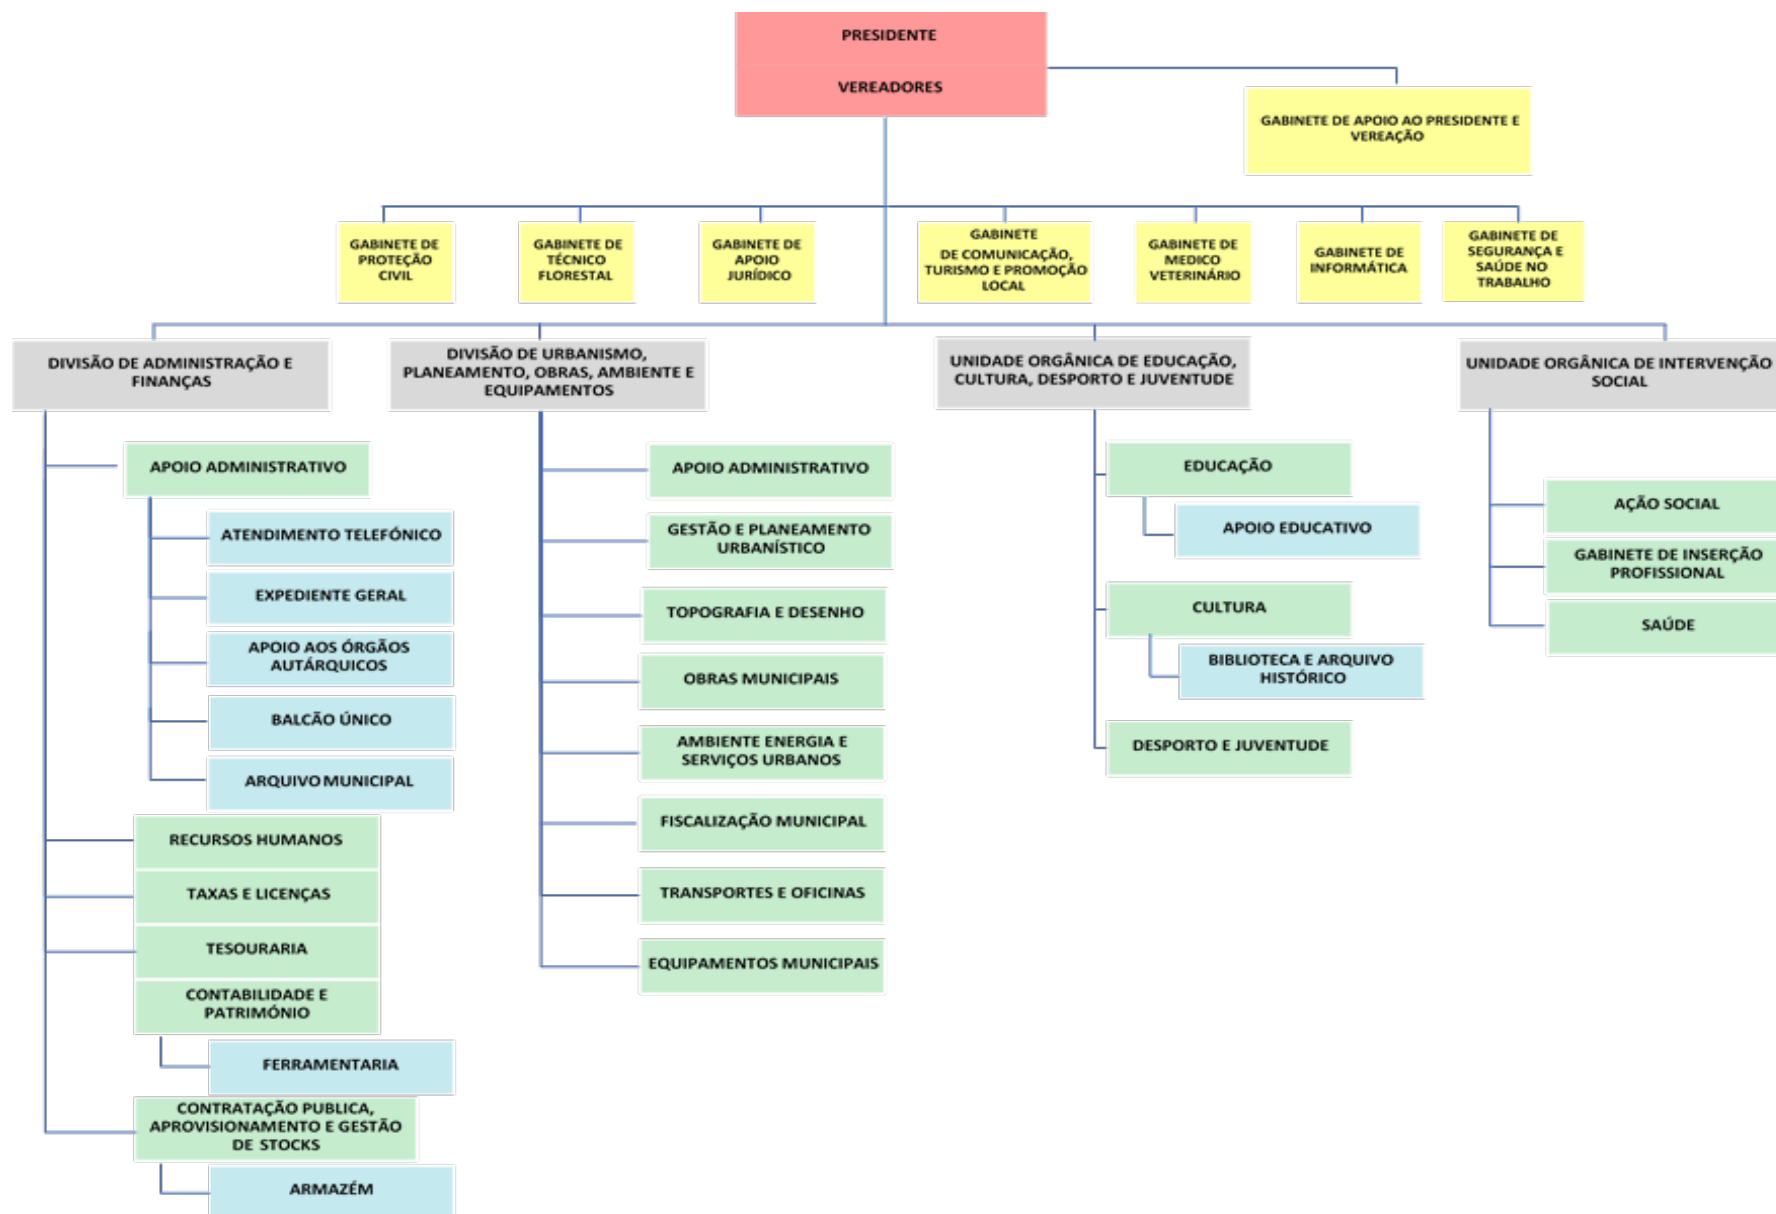 PRESIDENTE
VEREADORES
GABINETE DE APOIO AO PRESIDENTE E
VEREAÇÃO
GABINETE DE
PROTEÇÃO
CIVIL
GABINETE DE
TÉCNICO
FLORESTAL
GABINETE DE
APOIO
JURÍDICO
GABINETE
DE COMUNICAÇÃO,
TURISMO E PROMOÇÃO
LOCAL
GABINETE DE
MEDICO
VETERINÁRIO
GABINETE DE
INFORMÁTICA
GABINETE DE
SEGURANÇA E
SAÚDE NO
TRABALHO
DIVISÃO DE ADMINISTRAÇÃO E
FINANÇAS
APOIO ADMINISTRATIVO
ATENDIMENTO TELEFÓNICO
EXPEDIENTE GERAL
APOIO AOS ÓRGÃOS
AUTÁRQUICOS
BALCÃO ÚNICO
ARQUIVO MUNICIPAL
RECURSOS HUMANOS
TAXAS E LICENÇAS
TESOURARIA
CONTABILIDADE E
PATRIMÓNIO
FERRAMENTARIA
CONTRATAÇÃO PUBLICA,
APROVISIONAMENTO E GESTÃO
DE STOCKS
ARMAZÉM
DIVISÃO DE URBANISMO,
PLANEAMENTO, OBRAS, AMBIENTE E
EQUIPAMENTOS
APOIO ADMINISTRATIVO
GESTÃO E PLANEAMENTO
URBANÍSTICO
TOPOGRAFIA E DESENHO
OBRAS MUNICIPAIS
AMBIENTE ENERGIA E
SERVIÇOS URBANOS
FISCALIZAÇÃO MUNICIPAL
TRANSPORTES E OFICINAS
EQUIPAMENTOS MUNICIPAIS
UNIDADE ORGÂNICA DE EDUCAÇÃO,
CULTURA, DESPORTO E JUVENTUDE
EDUCAÇÃO
APOIO EDUCATIVO
CULTURA
BIBLIOTECA E ARQUIVO
HISTÓRICO
DESPORTO E JUVENTUDE
UNIDADE ORGÂNICA DE INTERVENÇÃO
SOCIAL
AÇÃO SOCIAL
GABINETE DE INSERÇÃO
PROFISSIONAL
SAÚDE